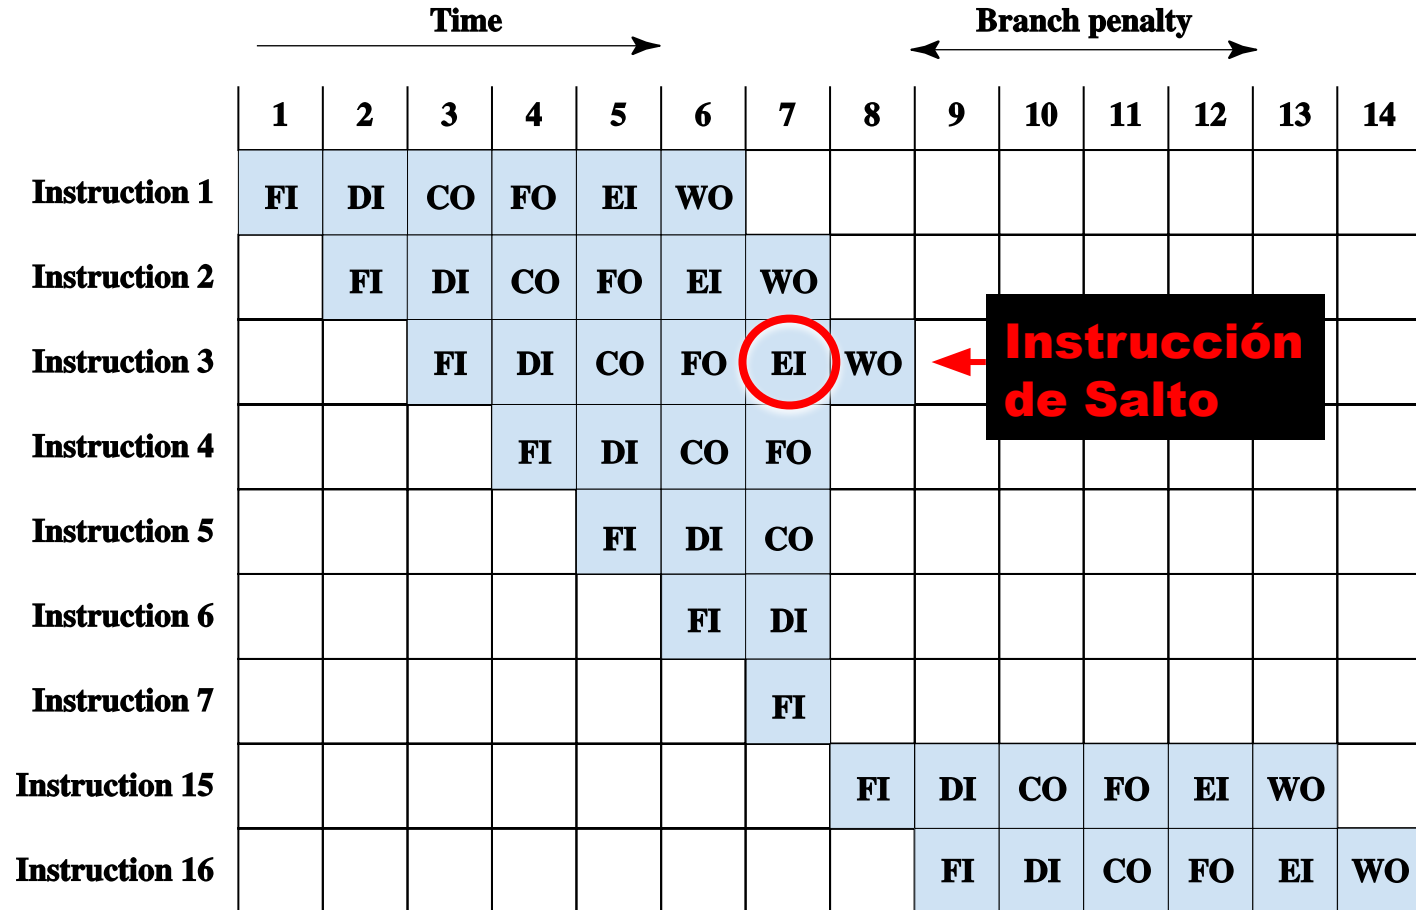 Time Branch penalty
1 2 3 4 5 6 7 8 9 10 11 12 13 14
Instruction 1 FI DI CO FO EI WO
Instruction 2 FI DI CO FO EI WO
Instruction 3 FI DI CO FO EI WO
Instrucción
de Salto
Instruction 4 FI DI CO FO
Instruction 5 FI DI CO
Instruction 6 FI DI
Instruction 7 FI
Instruction 15 FI DI CO FO EI WO
Instruction 16 FI DI CO FO EI WO